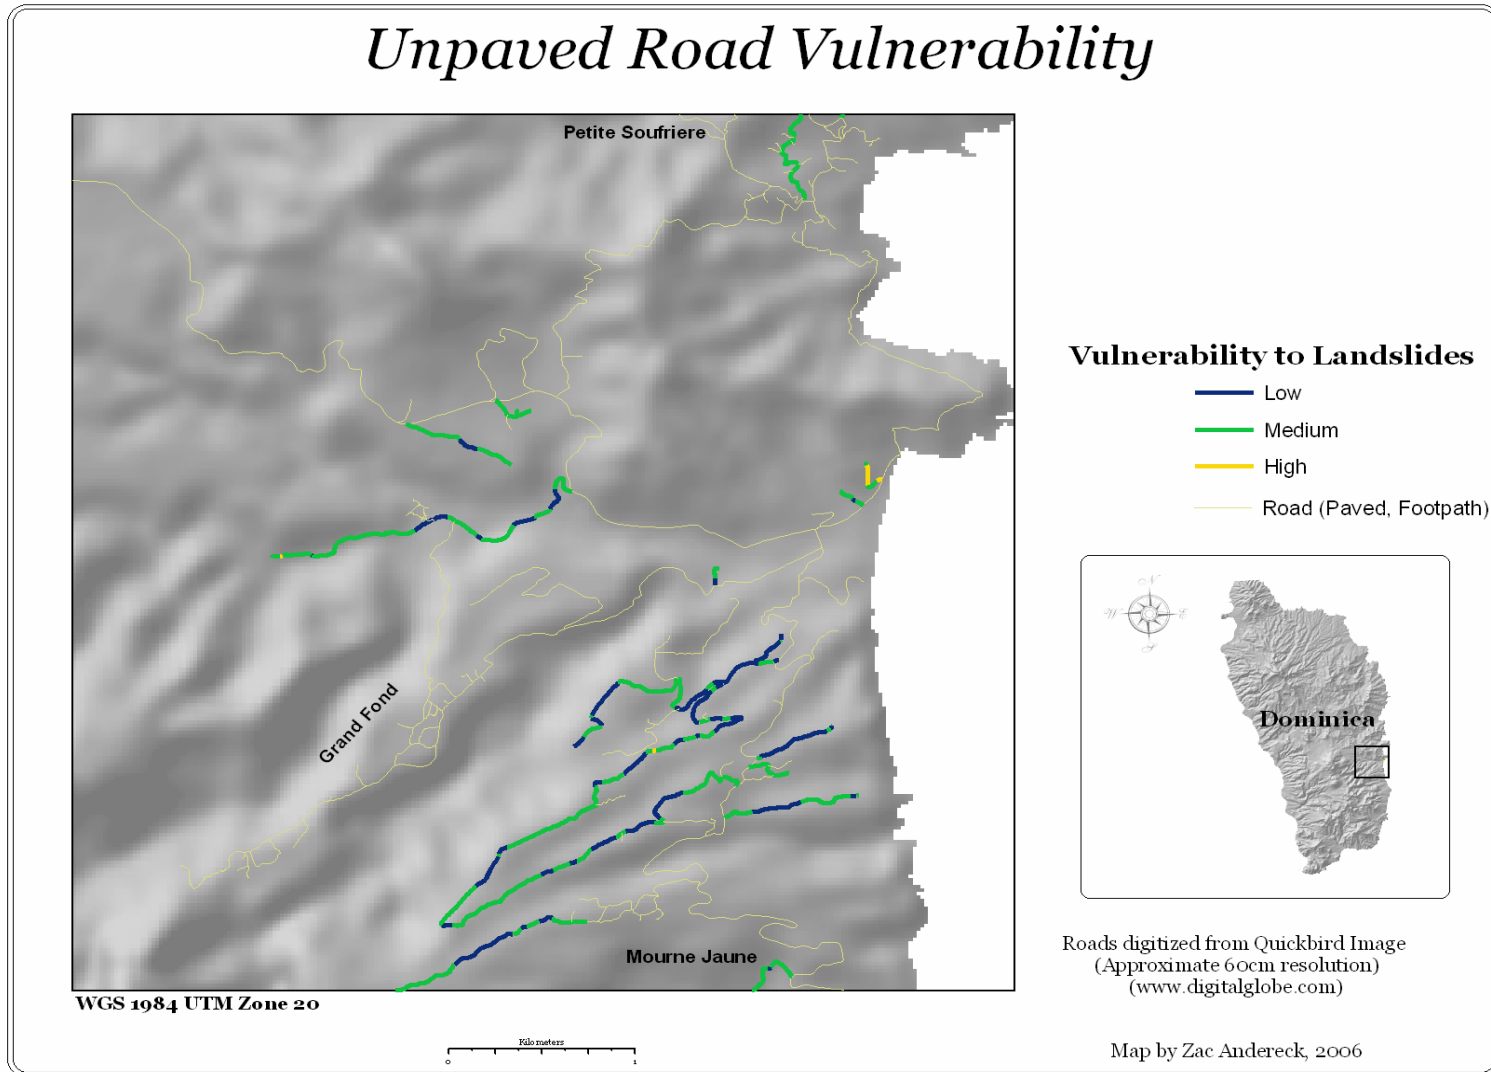 Unpaved Road Vulnerability
Petite Soufriere
Grand Fond
Mourne Jaune
WGS 1984 UTM Zone 20
Kilometers
0 1
Vulnerability to Landslides
Low
Medium
High
Road (Paved, Footpath)
N
W E
S
Dominica
Roads digitized from Quickbird Image
(Approximate 60cm resolution)
(www.digitalglobe.com)
Map by Zac Andereck, 2006